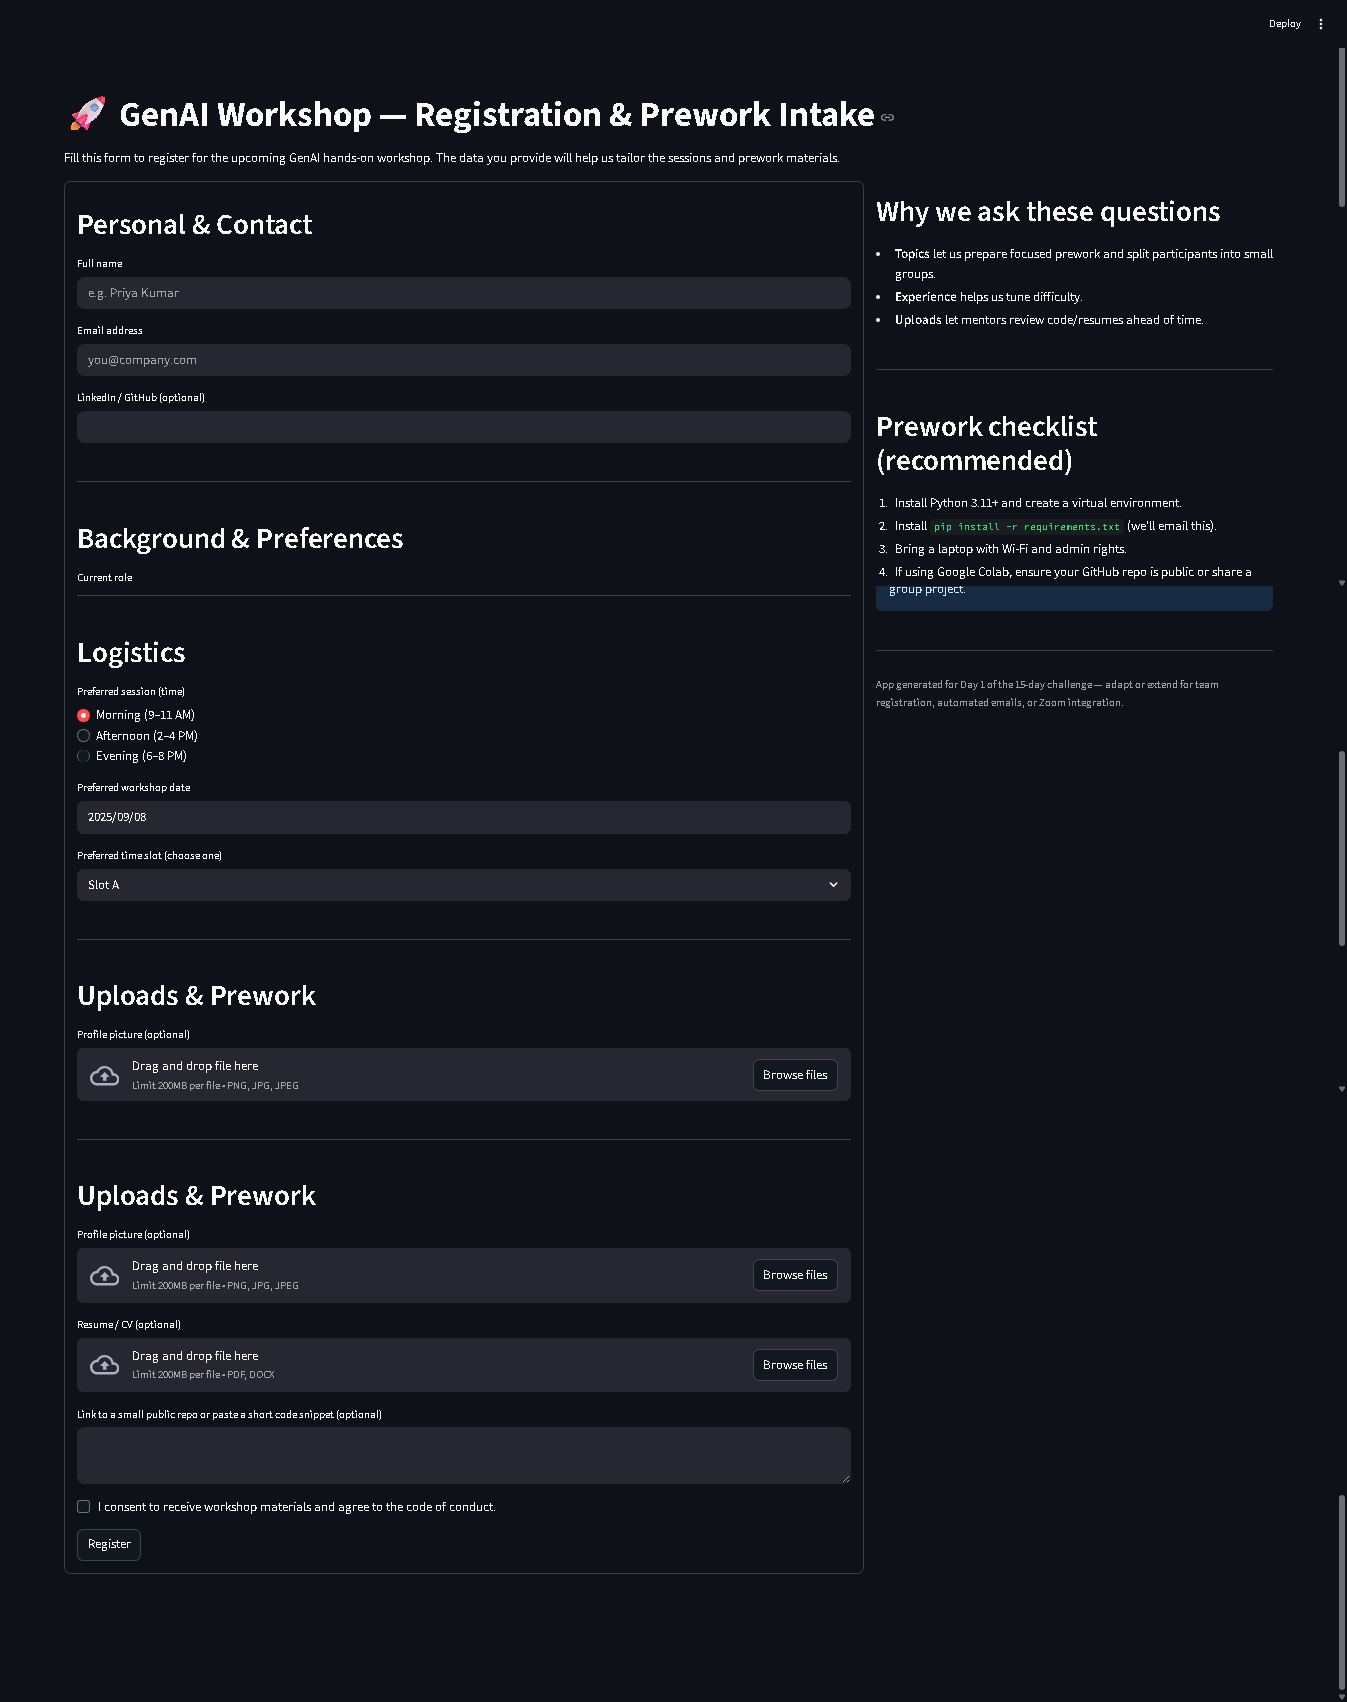 Deploy
🚀 GenAI Workshop — Registration & Prework Intake
Fill this form to register for the upcoming GenAI hands-on workshop. The data you provide will help us tailor the sessions and prework materials.
Personal & Contact
Full name
e.g. Priya Kumar
Email address
you@company.com
LinkedIn / GitHub (optional)
Background & Preferences
Current role
Logistics
Preferred session (time)
Morning (9–11 AM)
Afternoon (2–4 PM)
Evening (6–8 PM)
Preferred workshop date
2025/09/08
Preferred time slot (choose one)
Slot A
Uploads & Prework
Profile picture (optional)
Drag and drop file here
Limit 200MB per file • PNG, JPG, JPEG
Browse files
Uploads & Prework
Profile picture (optional)
Drag and drop file here
Limit 200MB per file • PNG, JPG, JPEG
Browse files
Resume / CV (optional)
Drag and drop file here
Limit 200MB per file • PDF, DOCX
Browse files
Link to a small public repo or paste a short code snippet (optional)
I consent to receive workshop materials and agree to the code of conduct.
Register
Why we ask these questions
• Topics let us prepare focused prework and split participants into small
groups.
• Experience helps us tune difficulty.
• Uploads let mentors review code/resumes ahead of time.
Prework checklist
(recommended)
1. Install Python 3.11+ and create a virtual environment.
2. Install pip install -r requirements.txt (we'll email this).
3. Bring a laptop with Wi-Fi and admin rights.
4. If using Google Colab, ensure your GitHub repo is public or share a
group project.
App generated for Day 1 of the 15-day challenge — adapt or extend for team
registration, automated emails, or Zoom integration.